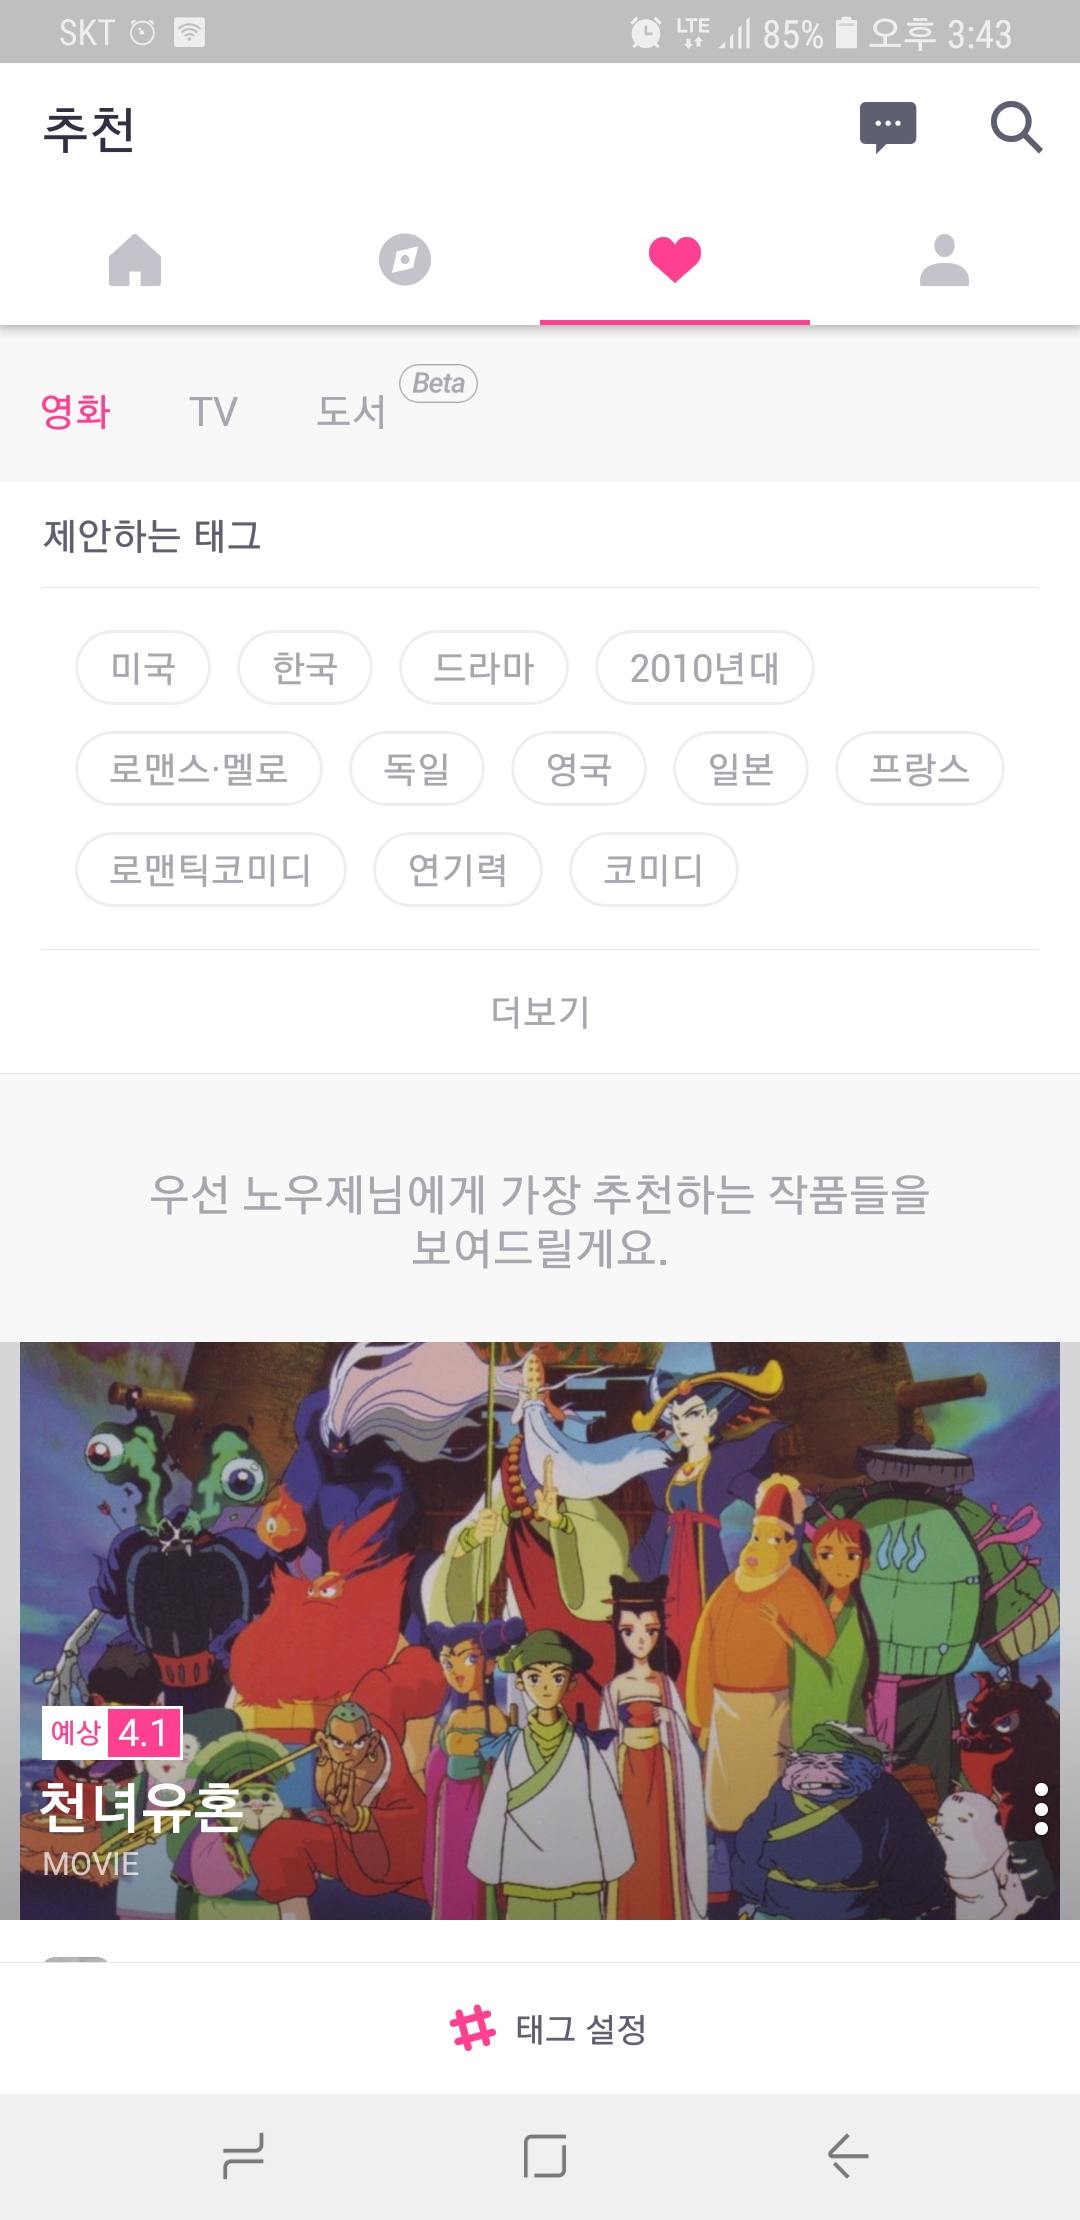 SKT LTE 85% 오후 3:43
추천
영화 TV 도서 Beta
제안하는 태그
미국 한국 드라마 2010년대
로맨스·멜로 독일 영국 일본 프랑스
로맨틱코미디 연기력 코미디
더보기
우선 노우제님에게 가장 추천하는 작품들을
보여드릴게요.
예상 4.1
천녀유혼
MOVIE
태그 설정